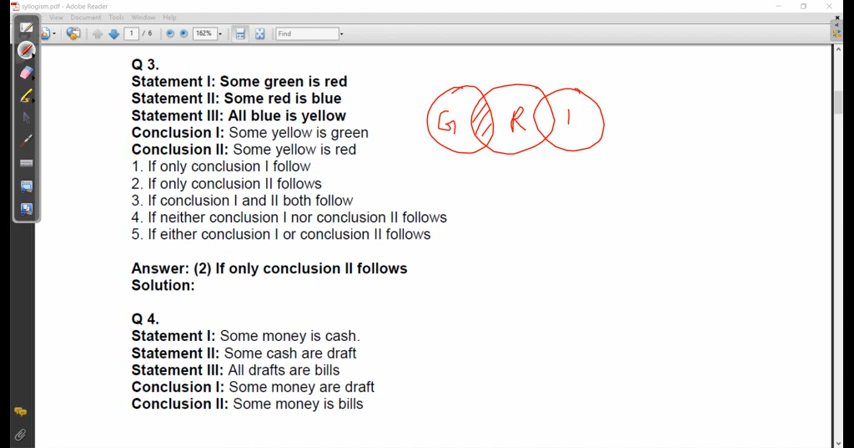 syllogram.pdf - Adobe Reader
View Document Tools Window Help
1 / 6 162% Find
Q 3.
Statement I: Some green is red
Statement II: Some red is blue
Statement III: All blue is yellow
Conclusion I: Some yellow is green
Conclusion II: Some yellow is red
1. If only conclusion I follow
2. If only conclusion II follows
3. If conclusion I and II both follow
4. If neither conclusion I nor conclusion II follows
5. If either conclusion I or conclusion II follows
G R I
Answer: (2) If only conclusion II follows
Solution:
Q 4.
Statement I: Some money is cash.
Statement II: Some cash are draft
Statement III: All drafts are bills
Conclusion I: Some money are draft
Conclusion II: Some money is bills